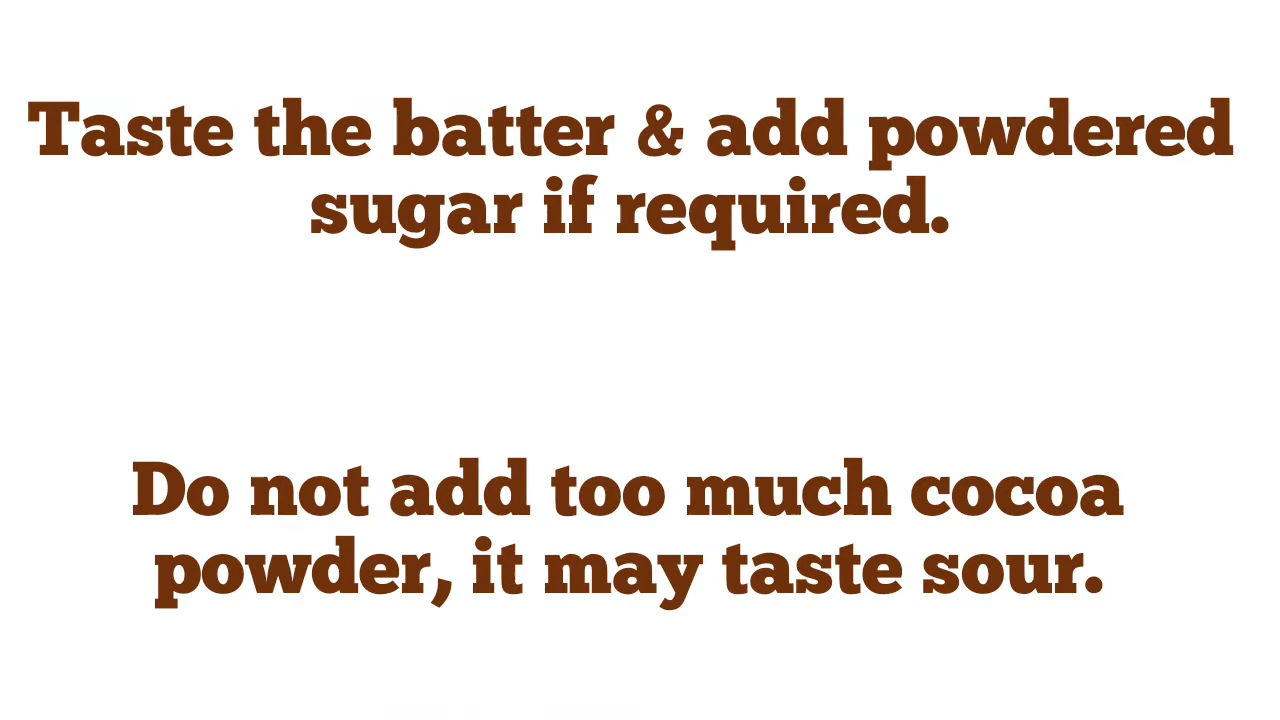 Taste the batter & add powdered
sugar if required.
Do not add too much cocoa
powder, it may taste sour.